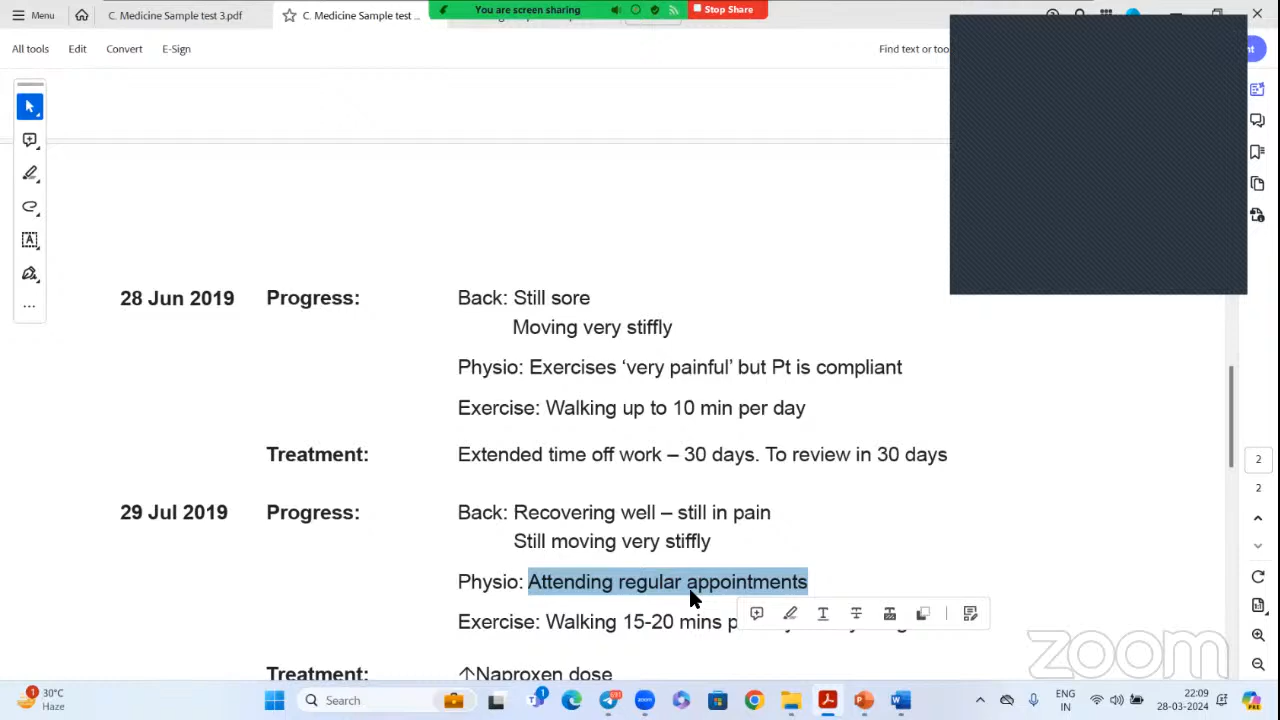 Menu
C. Medicine Sample test 3.pdf
C. Medicine Sample test ...
You are screen sharing
Stop Share
All tools
Edit
Convert
E-Sign
Find text or too
28 Jun 2019 Progress: Back: Still sore
Moving very stiffly
Physio: Exercises ‘very painful’ but Pt is compliant
Exercise: Walking up to 10 min per day
Treatment: Extended time off work – 30 days. To review in 30 days
29 Jul 2019 Progress: Back: Recovering well – still in pain
Still moving very stiffly
Physio: Attending regular appointments
Exercise: Walking 15-20 mins p
Treatment: ↑Naproxen dose
2
2
zoom
1
30°C
Haze
Search
1
691
zoom
ENG
IN
22:09
28-03-2024